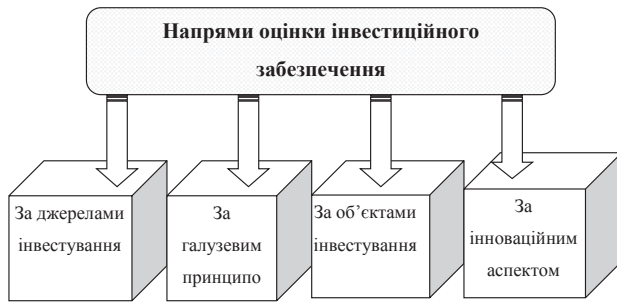 Напрями оцінки інвестиційного
забезпечення
За джерелами
інвестування
За
галузевим
принципо
За об’єктами
інвестування
За
інноваційним
аспектом